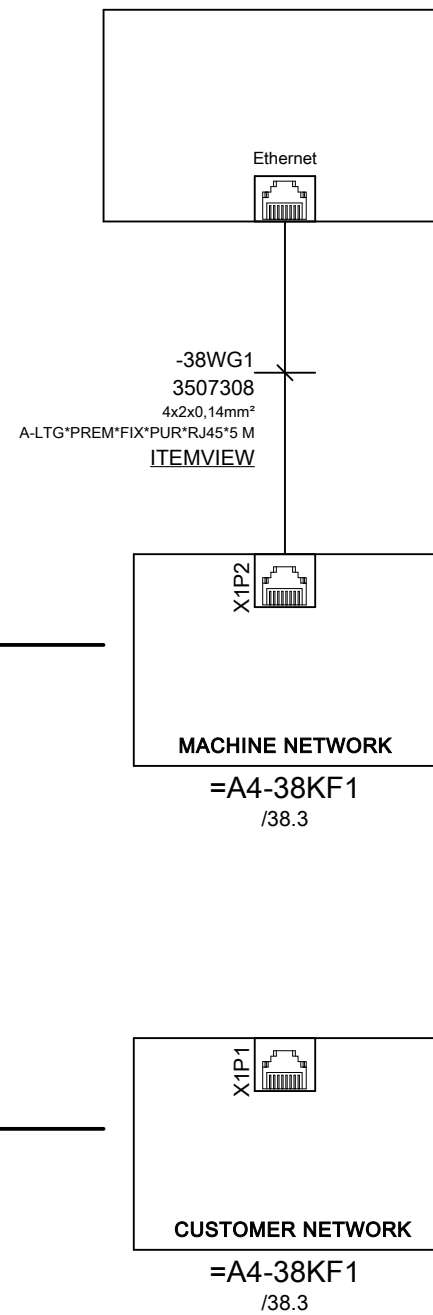 Ethernet
-38WG1
3507308
4x2x0,14mm²
A-LTG*PREM*FIX*PUR*RJ45*5 M
ITEMVIEW
X1P2
MACHINE NETWORK
=A4-38KF1
/38.3
X1P1
CUSTOMER NETWORK
=A4-38KF1
/38.3